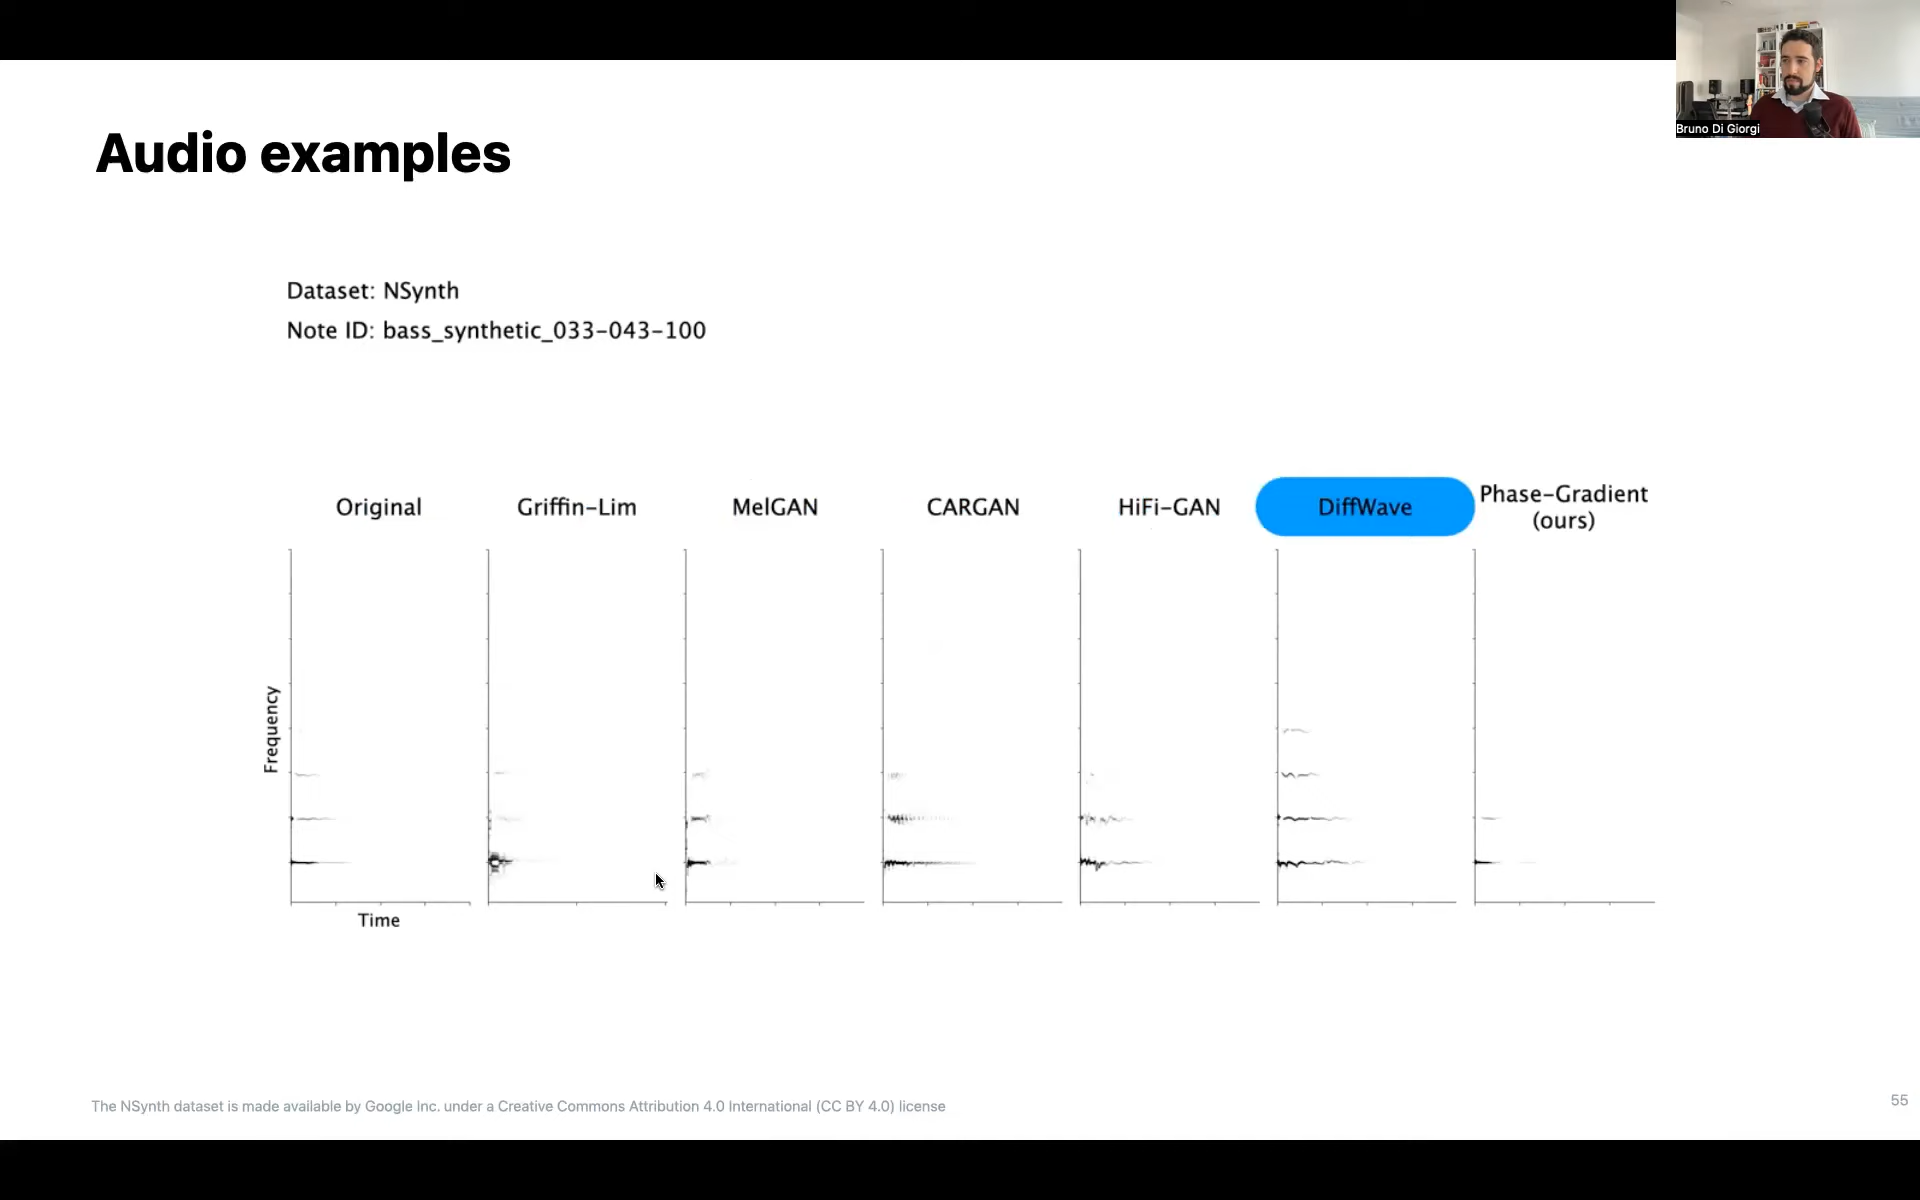 Bruno Di Giorgi
Audio examples
Dataset: NSynth
Note ID: bass_synthetic_033-043-100
Original
Griffin-Lim
MelGAN
CARGAN
HiFi-GAN
DiffWave
Phase-Gradient
(ours)
Frequency
Time
The NSynth dataset is made available by Google Inc. under a Creative Commons Attribution 4.0 International (CC BY 4.0) license
55